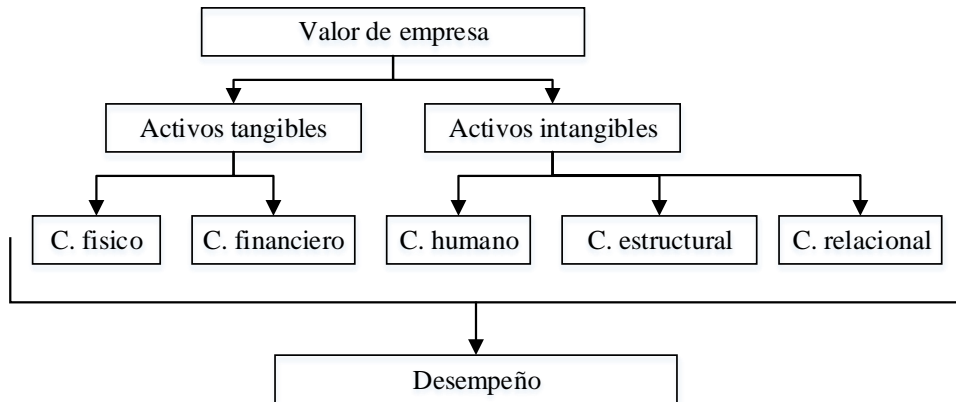 Valor de empresa
Activos tangibles
Activos intangibles
C. fisico
C. financiero
C. humano
C. estructural
C. relacional
Desempeño